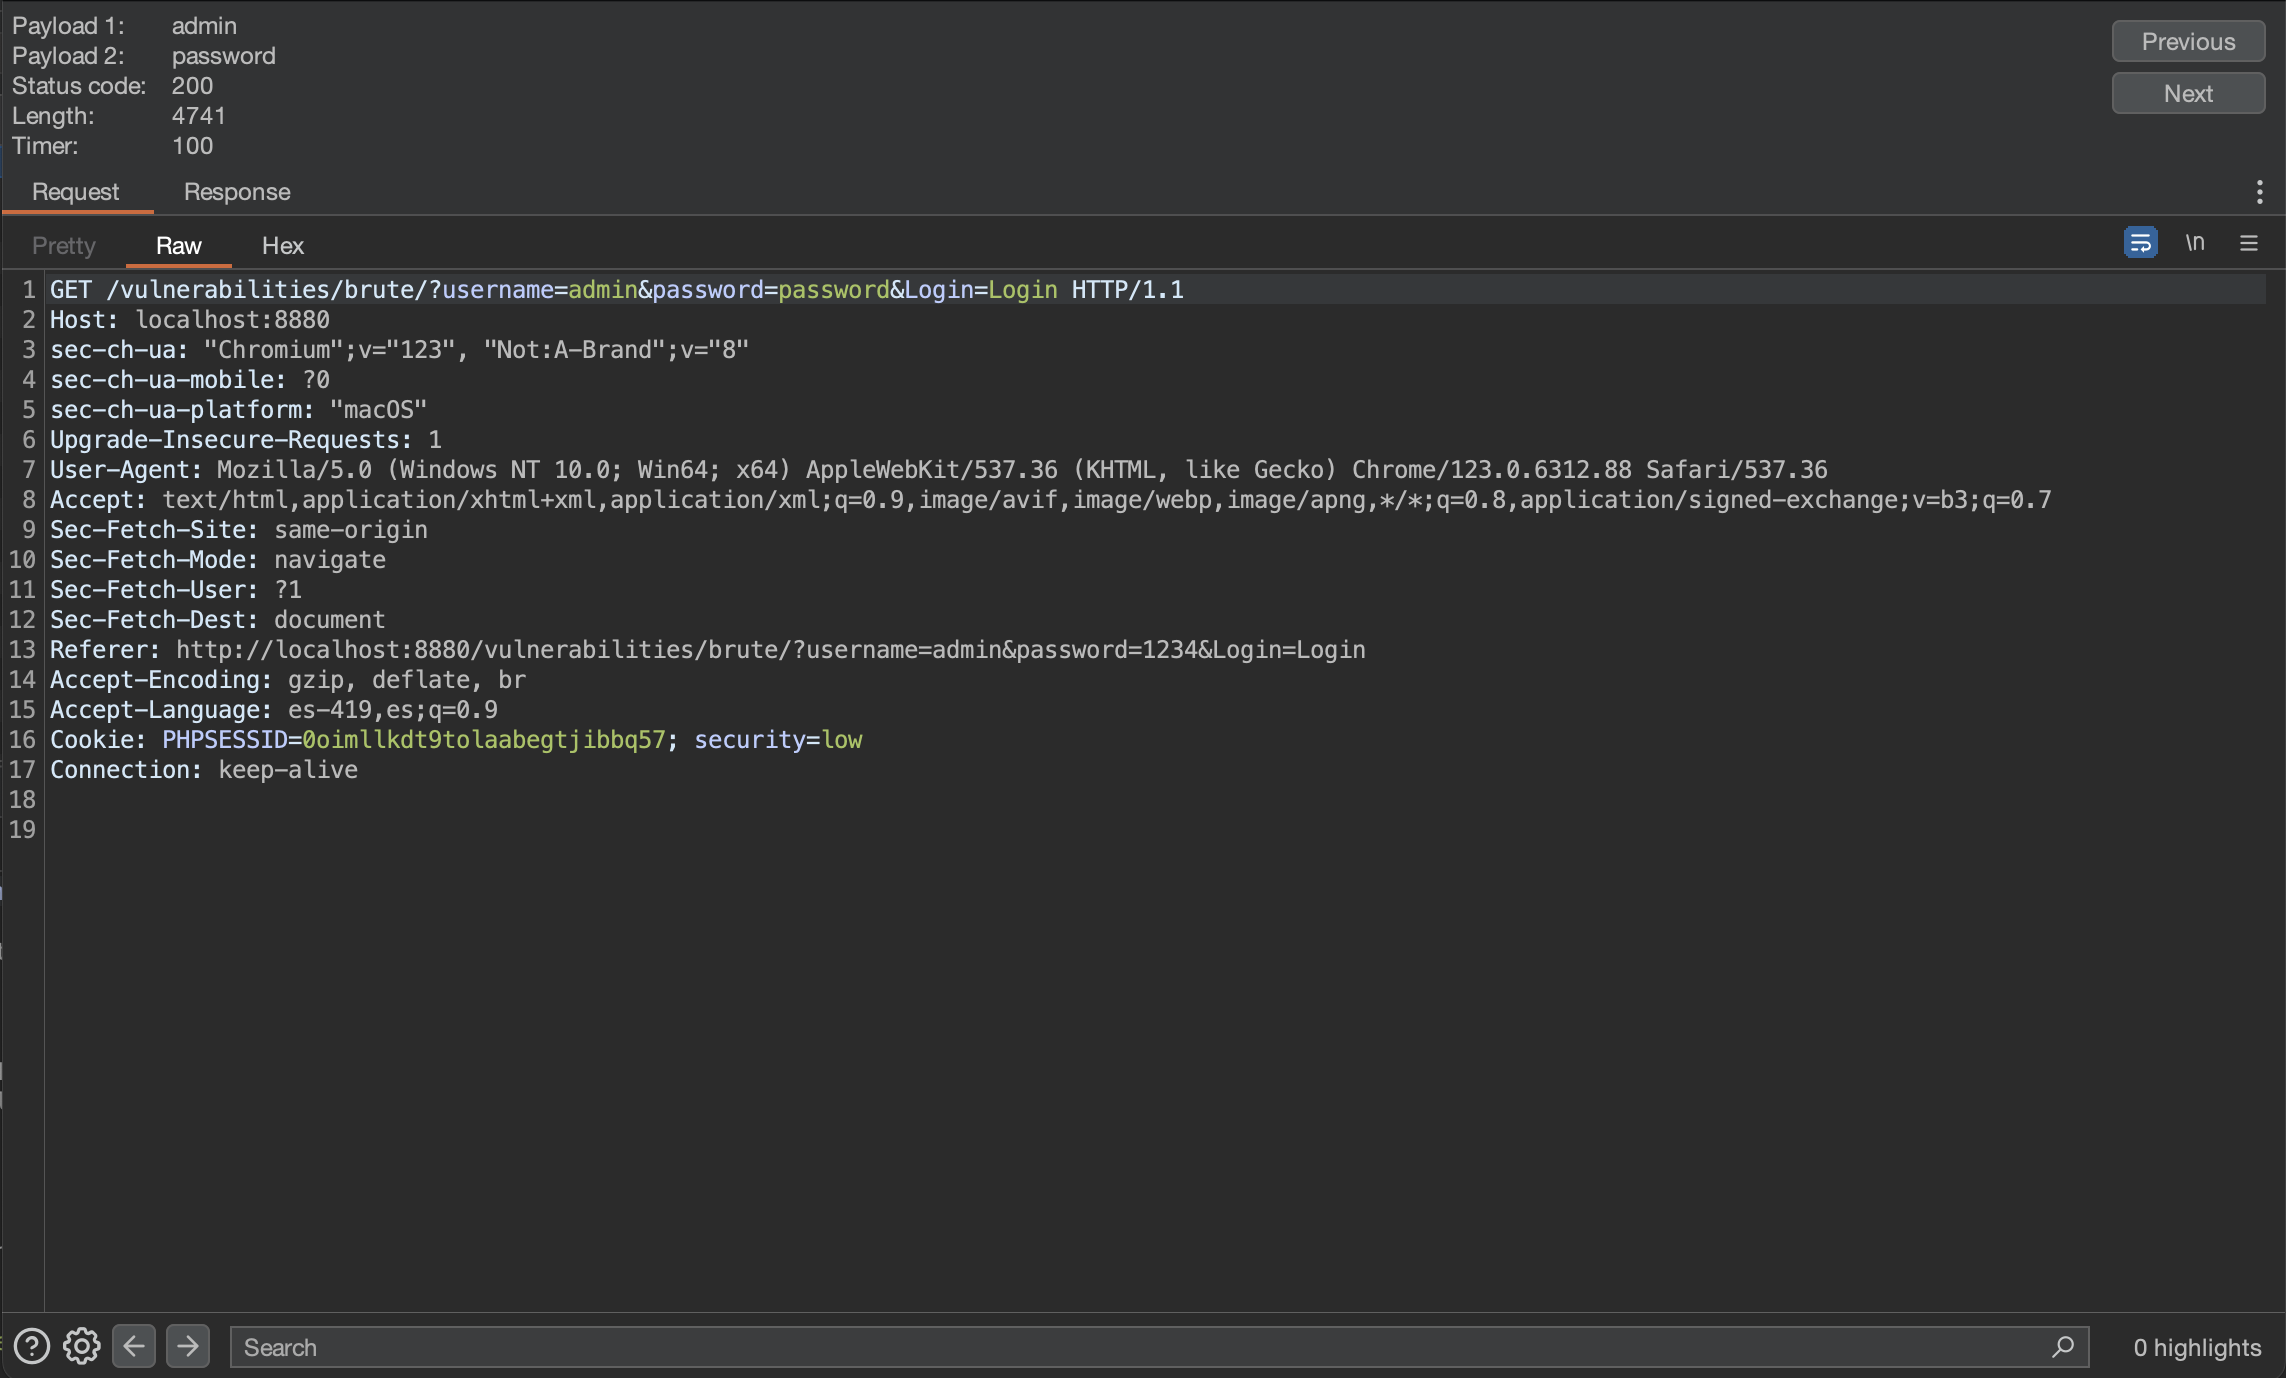 Payload 1: admin
Payload 2: password
Status code: 200
Length: 4741
Timer: 100
Previous
Next
Request Response
Pretty Raw Hex \n
1 GET /vulnerabilities/brute/?username=admin&password=password&Login=Login HTTP/1.1
2 Host: localhost:8880
3 sec-ch-ua: "Chromium";v="123", "Not:A-Brand";v="8"
4 sec-ch-ua-mobile: ?0
5 sec-ch-ua-platform: "macOS"
6 Upgrade-Insecure-Requests: 1
7 User-Agent: Mozilla/5.0 (Windows NT 10.0; Win64; x64) AppleWebKit/537.36 (KHTML, like Gecko) Chrome/123.0.6312.88 Safari/537.36
8 Accept: text/html,application/xhtml+xml,application/xml;q=0.9,image/avif,image/webp,image/apng,*/*;q=0.8,application/signed-exchange;v=b3;q=0.7
9 Sec-Fetch-Site: same-origin
10 Sec-Fetch-Mode: navigate
11 Sec-Fetch-User: ?1
12 Sec-Fetch-Dest: document
13 Referer: http://localhost:8880/vulnerabilities/brute/?username=admin&password=1234&Login=Login
14 Accept-Encoding: gzip, deflate, br
15 Accept-Language: es-419,es;q=0.9
16 Cookie: PHPSESSID=0oimllkdt9tolaabegtjibbq57; security=low
17 Connection: keep-alive
18
19
Search
0 highlights